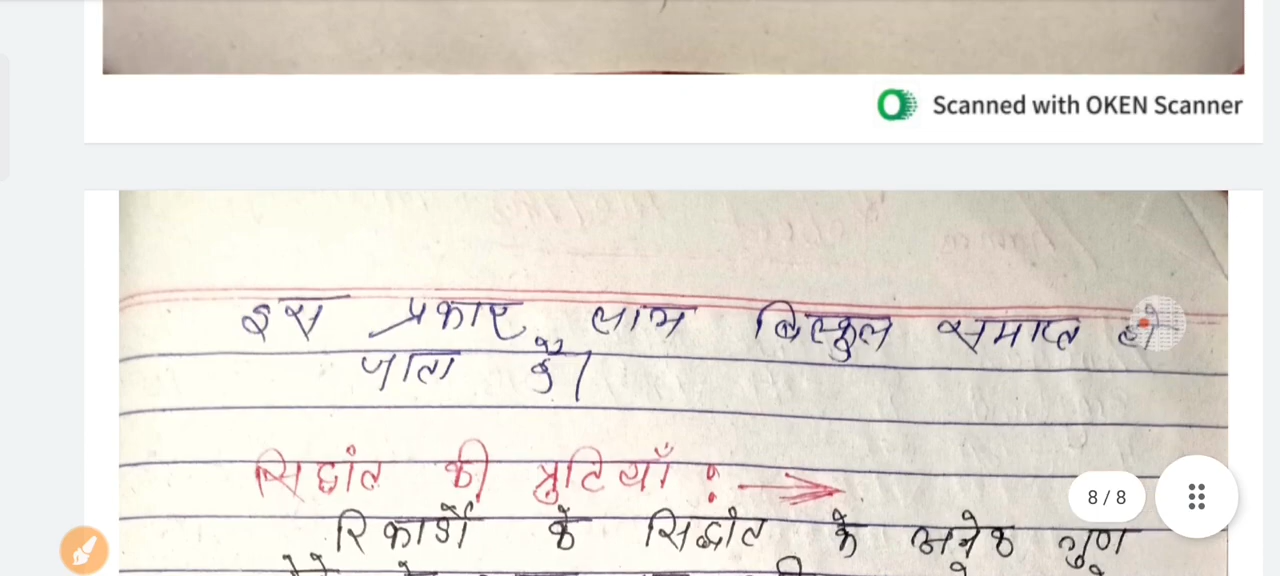 Scanned with OKEN Scanner
इस प्रकार लाभ बिल्कुल समाप्त हो
जाता है।
सिद्धांत की त्रुटियाँ :→
8/8
रिकार्डो के सिद्धांत के अनेक गुण